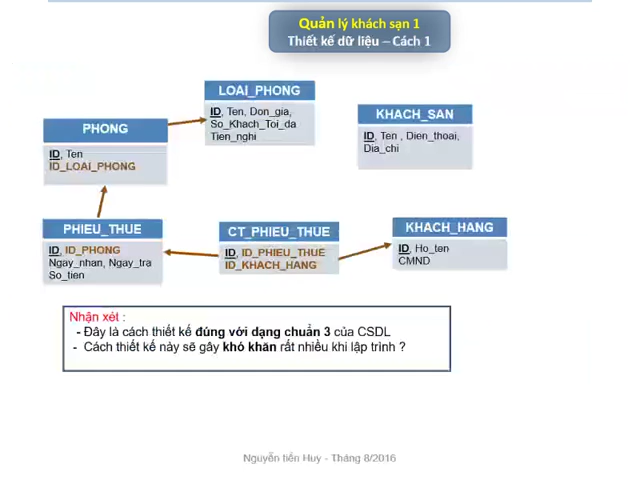 Quản lý khách sạn 1
Thiết kế dữ liệu – Cách 1
LOAI_PHONG
ID, Ten, Don_gia,
So_Khach_Toi_da
Tien_nghi
KHACH_SAN
ID, Ten , Dien_thoai,
Dia_chi
PHONG
ID, Ten
ID_LOAI_PHONG
PHIEU_THUE
ID, ID_PHONG
Ngay_nhan, Ngay_tra
So_tien
CT_PHIEU_THUE
ID, ID_PHIEU_THUE
ID_KHACH_HANG
KHACH_HANG
ID, Ho_ten
CMND
Nhận xét :
- Đây là cách thiết kế đúng với dạng chuẩn 3 của CSDL
- Cách thiết kế này sẽ gây khó khăn rất nhiều khi lập trình ?
Nguyễn tiến Huy - Tháng 8/2016